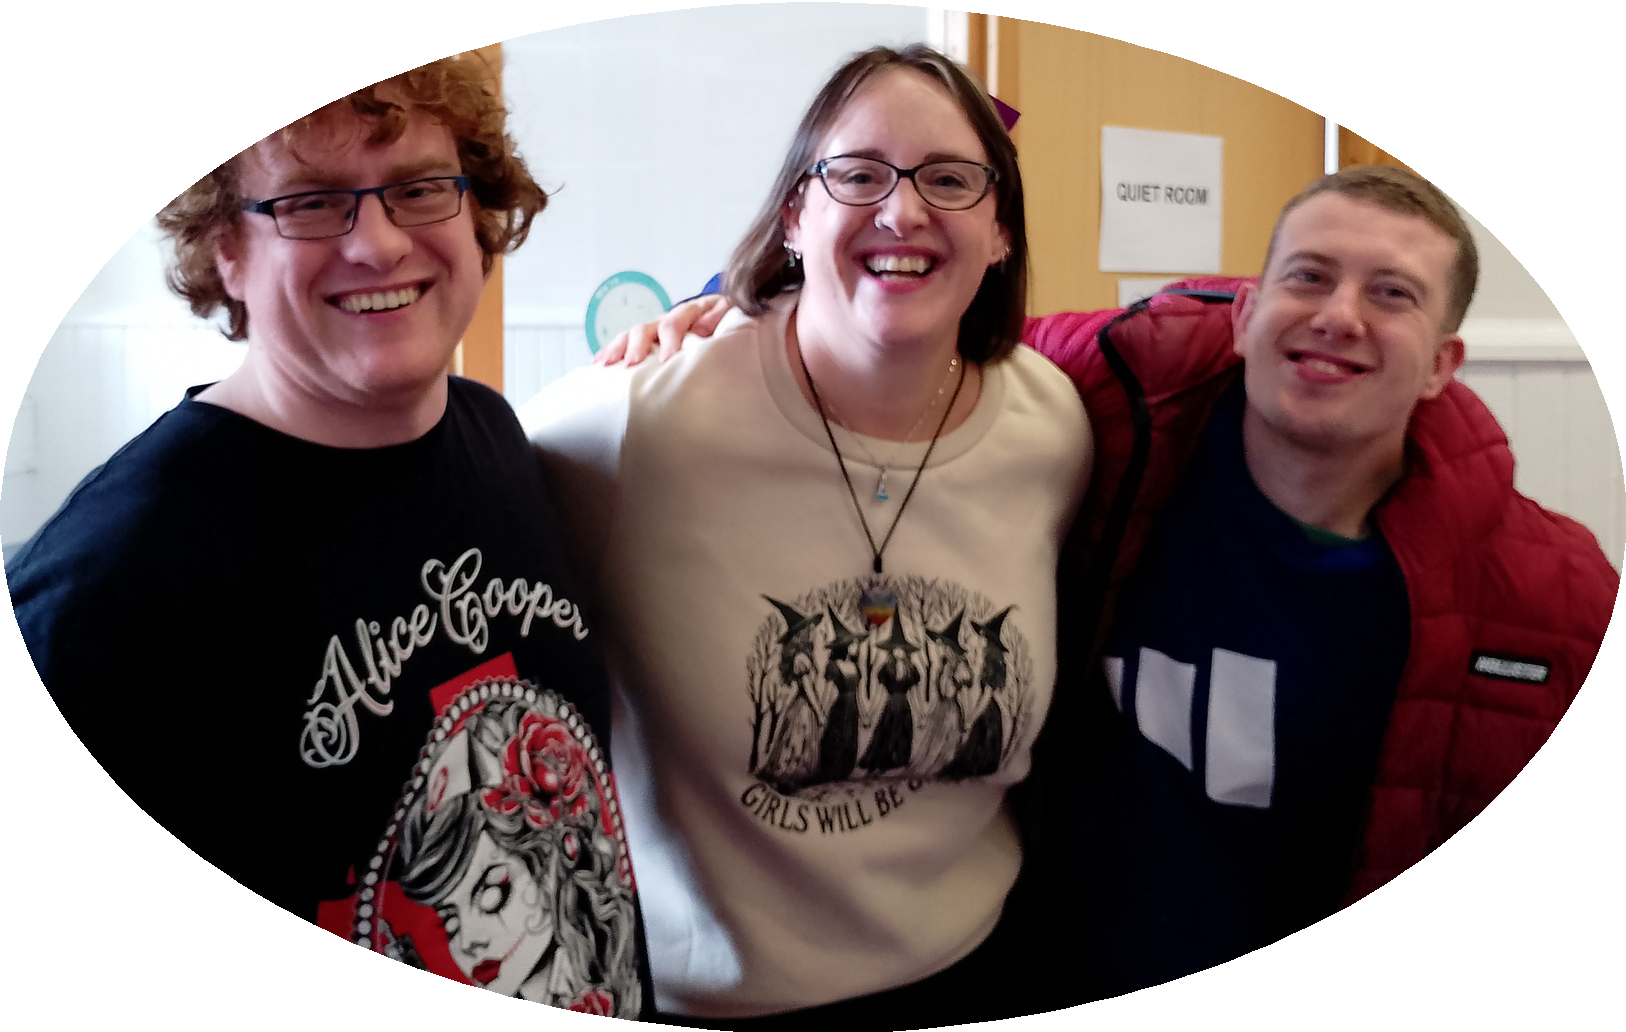 QUIET ROOM
Alice Cooper
HOLLISTER
GIRLS WILL BE